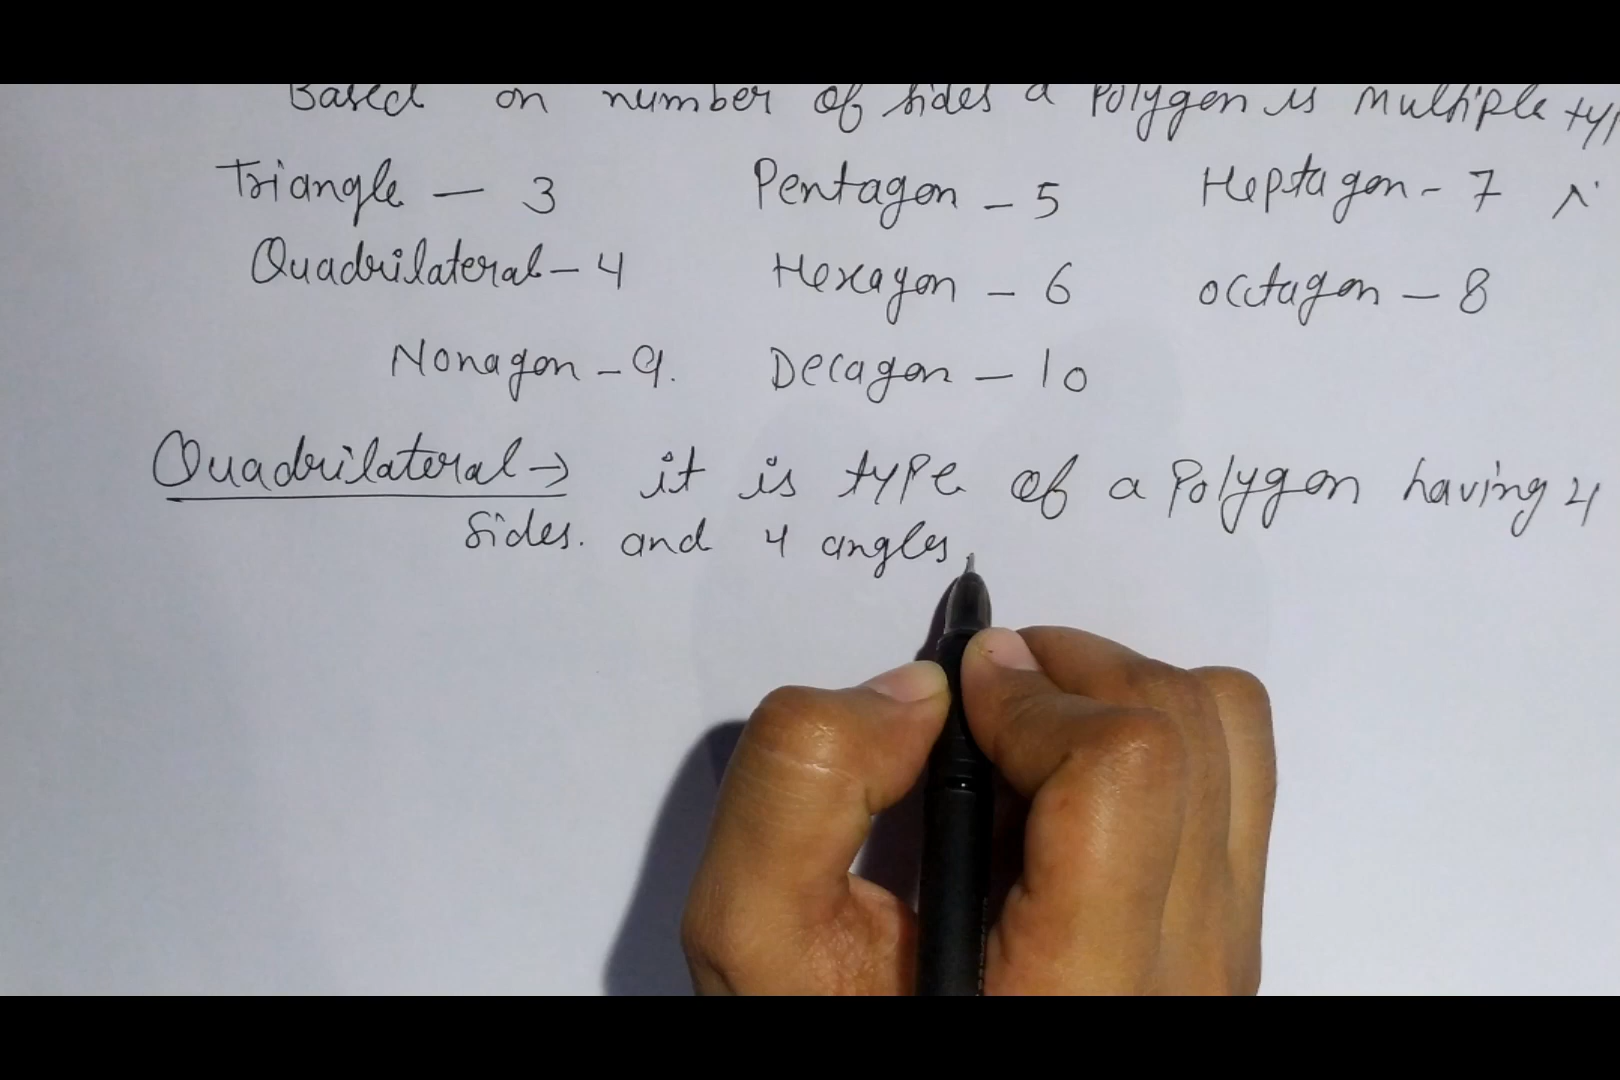 Based on number of sides a Polygon is multiple
Triangle - 3 Pentagon - 5 Heptagon - 7
Quadrilateral - 4 Hexagon - 6 Occtagon - 8
Nonagon - 9. Decagon - 10
Quadrilateral → it is type of a Polygon having 4
Sides. and 4 angles.